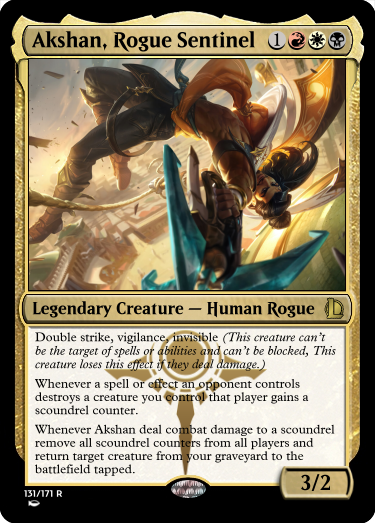 Akshan, Rogue Sentinel 1
Legendary Creature — Human Rogue
Double strike, vigilance, invisible (This creature can't
be the target of spells or abilities and can't be blocked, This
creature loses this effect if they deal damage.)
Whenever a spell or effect an opponent controls
destroys a creature you control that player gains a
scoundrel counter.
Whenever Akshan deal combat damage to a scoundrel
remove all scoundrel counters from all players and
return target creature from your graveyard to the
battlefield tapped.
3/2
131/171 R